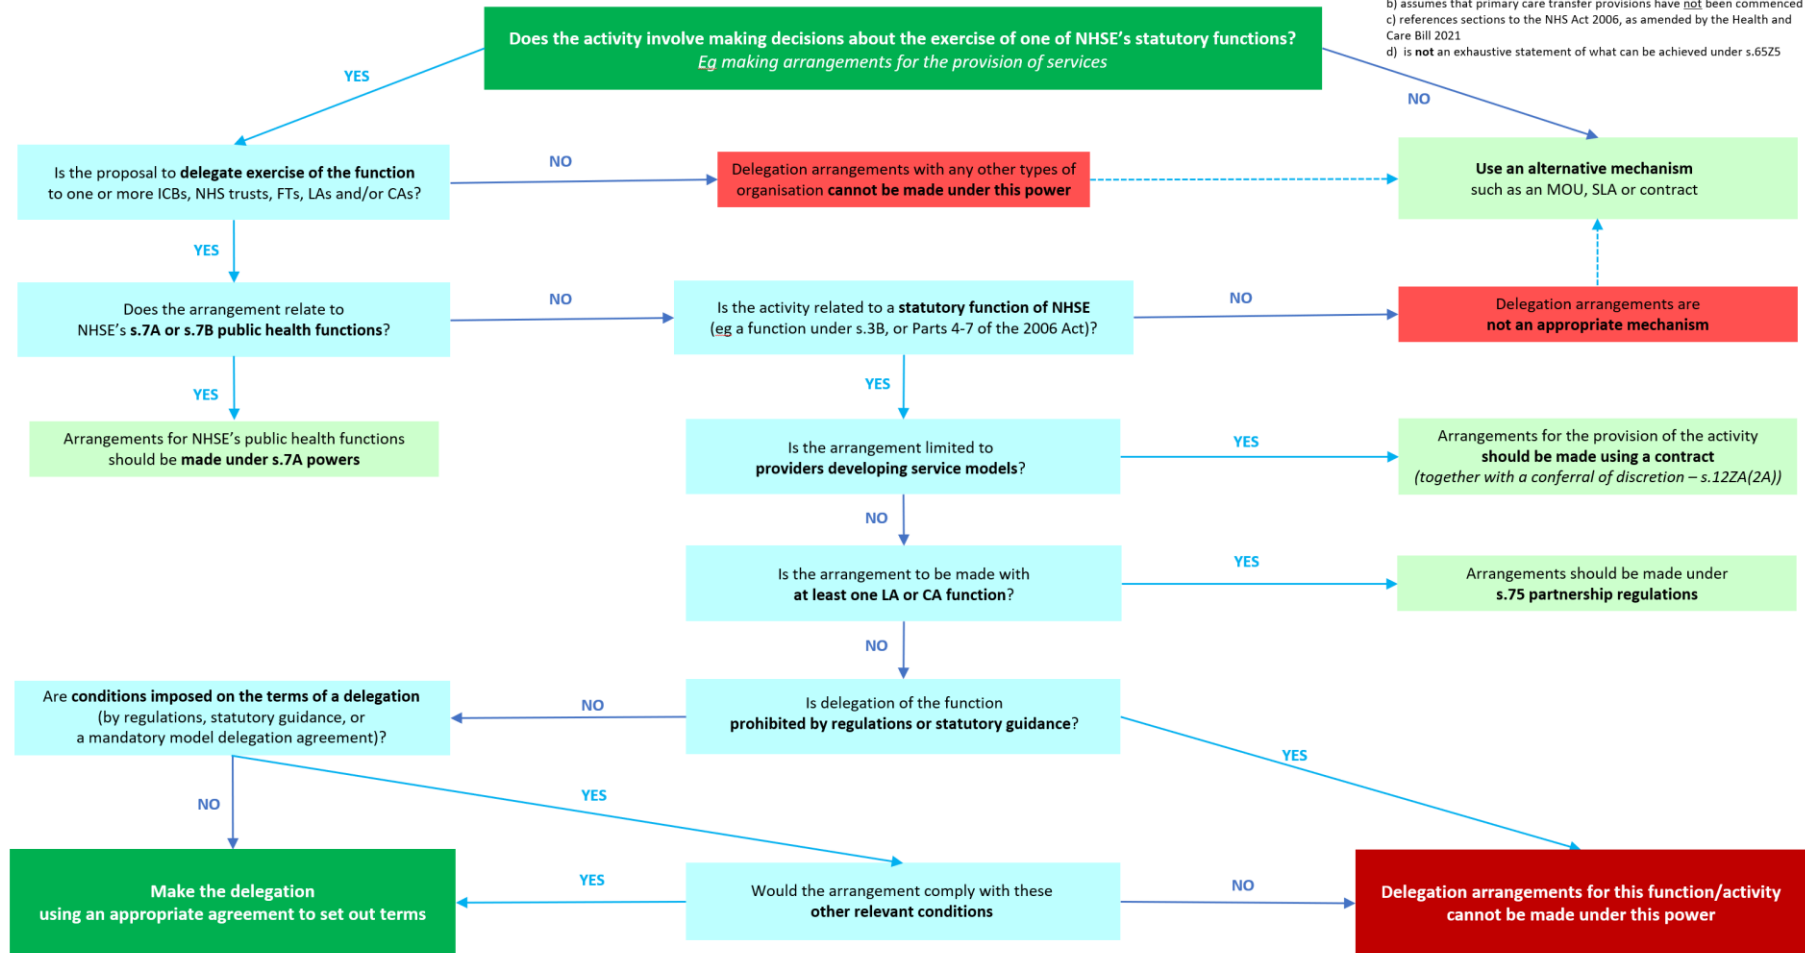 b) assumes that primary care transfer provisions have not been commenced
c) references sections to the NHS Act 2006, as amended by the Health and
Care Bill 2021
d) is not an exhaustive statement of what can be achieved under s.65Z5
Does the activity involve making decisions about the exercise of one of NHSE's statutory functions?
Eg making arrangements for the provision of services
YES
NO
Is the proposal to delegate exercise of the function
to one or more ICBs, NHS trusts, FTs, LAs and/or CAs?
NO
Delegation arrangements with any other types of
organisation cannot be made under this power
Use an alternative mechanism
such as an MOU, SLA or contract
YES
Does the arrangement relate to
NHSE's s.7A or s.7B public health functions?
NO
Is the activity related to a statutory function of NHSE
(eg a function under s.3B, or Parts 4-7 of the 2006 Act)?
NO
Delegation arrangements are
not an appropriate mechanism
YES
YES
Arrangements for NHSE's public health functions
should be made under s.7A powers
Is the arrangement limited to
providers developing service models?
YES
Arrangements for the provision of the activity
should be made using a contract
(together with a conferral of discretion – s.12ZA(2A))
NO
Is the arrangement to be made with
at least one LA or CA function?
YES
Arrangements should be made under
s.75 partnership regulations
NO
Are conditions imposed on the terms of a delegation
(by regulations, statutory guidance, or
a mandatory model delegation agreement)?
NO
Is delegation of the function
prohibited by regulations or statutory guidance?
YES
NO
YES
Make the delegation
using an appropriate agreement to set out terms
YES
Would the arrangement comply with these
other relevant conditions
NO
Delegation arrangements for this function/activity
cannot be made under this power